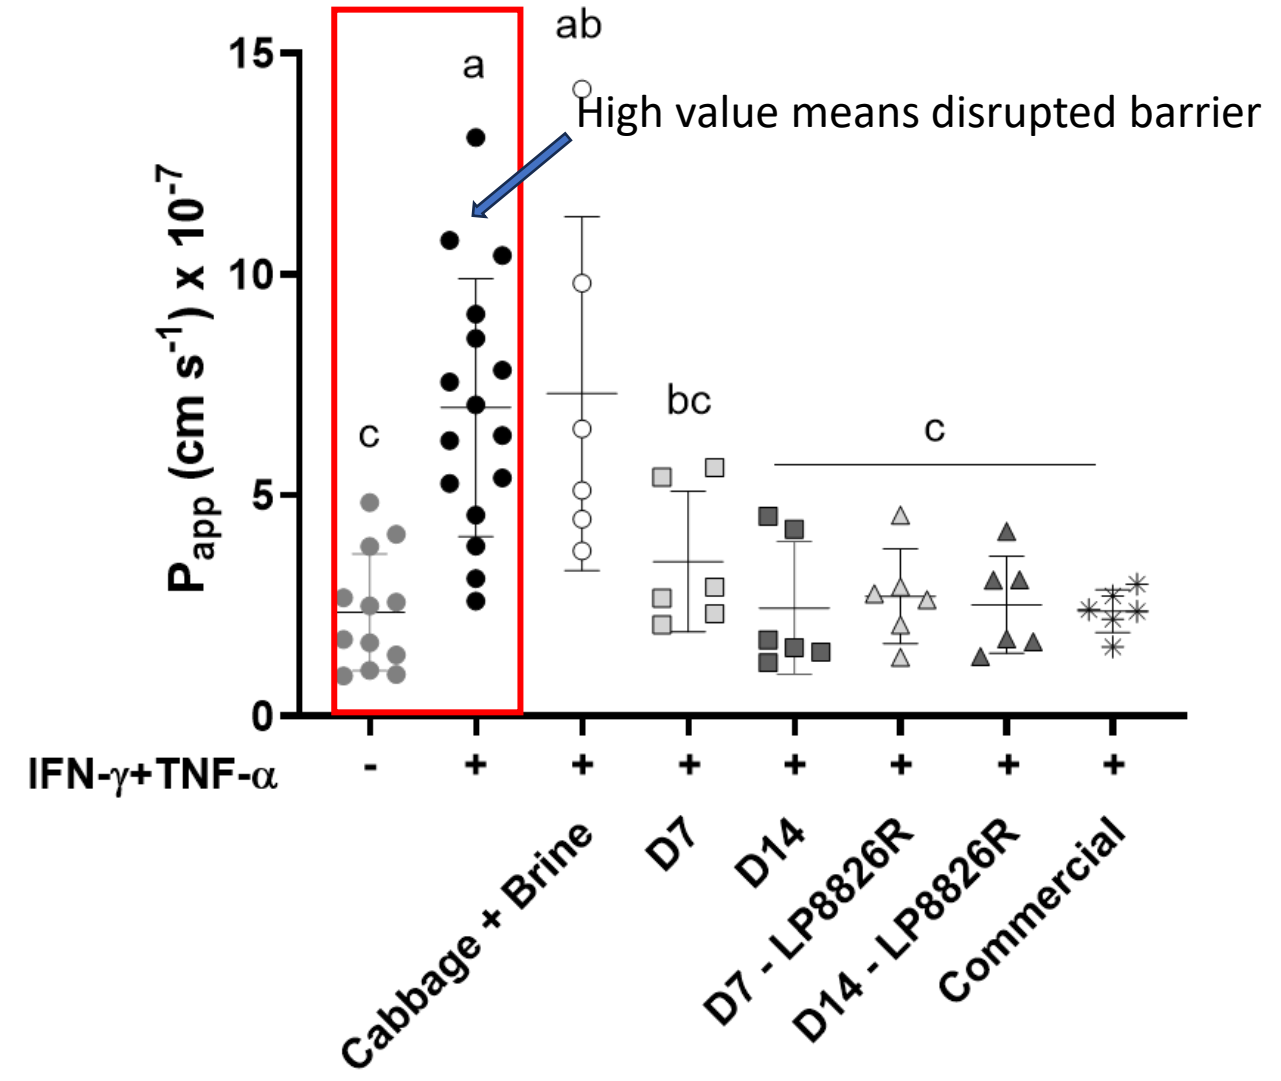 ab
15
a
High value means disrupted barrier
10
bc
c
c
5
0
P_app (cm s⁻¹) x 10⁻⁷
IFN-γ+TNF-α - + + + + + + +
Cabbage + Brine
D7
D14
D7 - LP8826R
D14 - LP8826R
Commercial